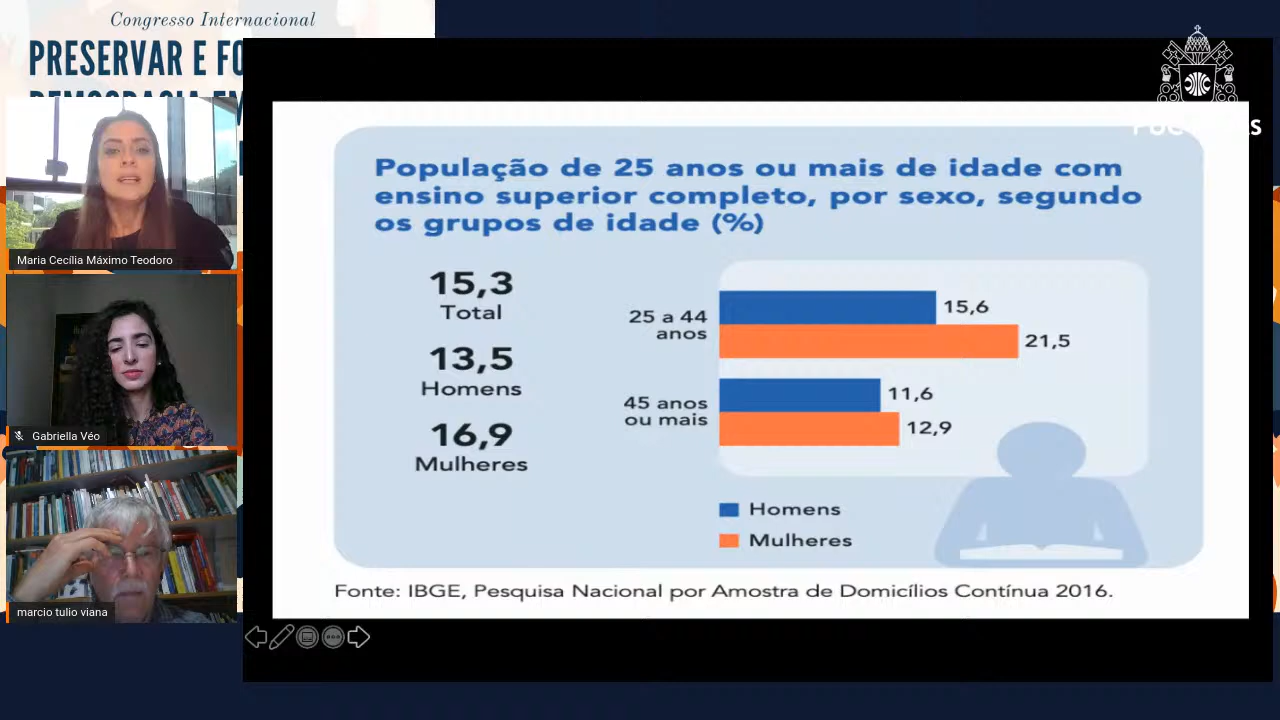 Congresso Internacional
PRESERVAR E
Maria Cecília Máximo Teodoro
Gabriella Véo
marcio tulio viana
População de 25 anos ou mais de idade com
ensino superior completo, por sexo, segundo
os grupos de idade (%)
15,3
Total
13,5
Homens
16,9
Mulheres
25 a 44
anos
15,6
21,5
45 anos
ou mais
11,6
12,9
Homens
Mulheres
Fonte: IBGE, Pesquisa Nacional por Amostra de Domicílios Contínua 2016.